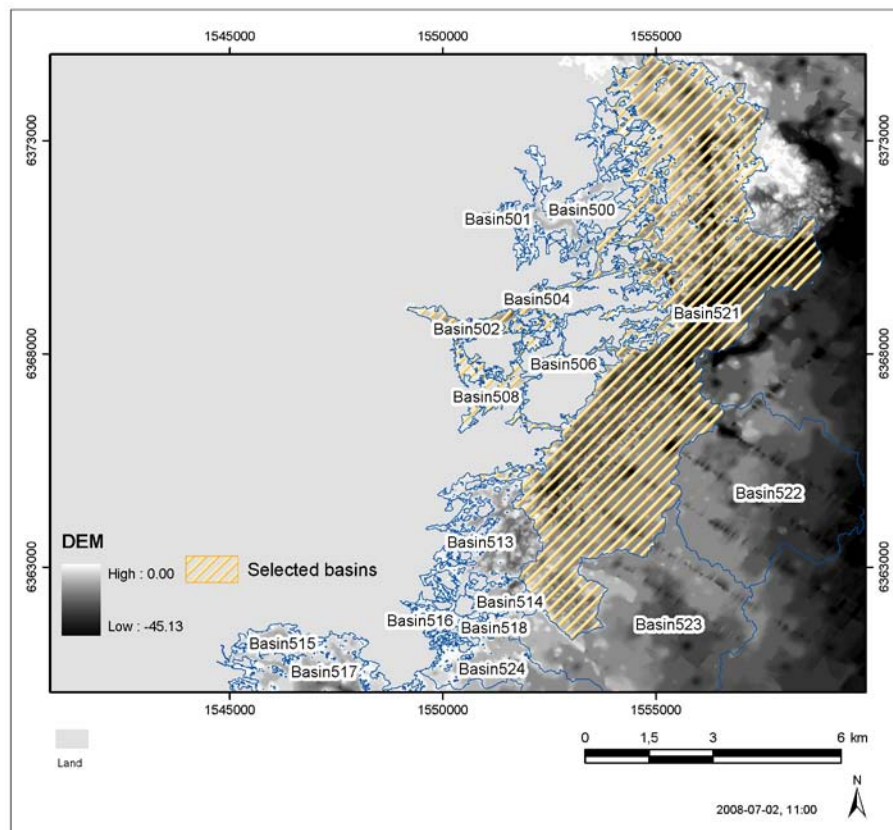 1545000 1550000 1555000
6373000 6373000
Basin500
Basin501
Basin504
Basin521
Basin502
6368000 6368000
Basin506
Basin508
Basin522
DEM
Basin513
High : 0.00
Selected basins
6363000 6363000
Basin514
Low : -45.13
Basin516
Basin518
Basin523
Basin515
Basin524
Basin517
1545000 1550000 1555000
Land
0 1,5 3 6 km
N
2008-07-02, 11:00